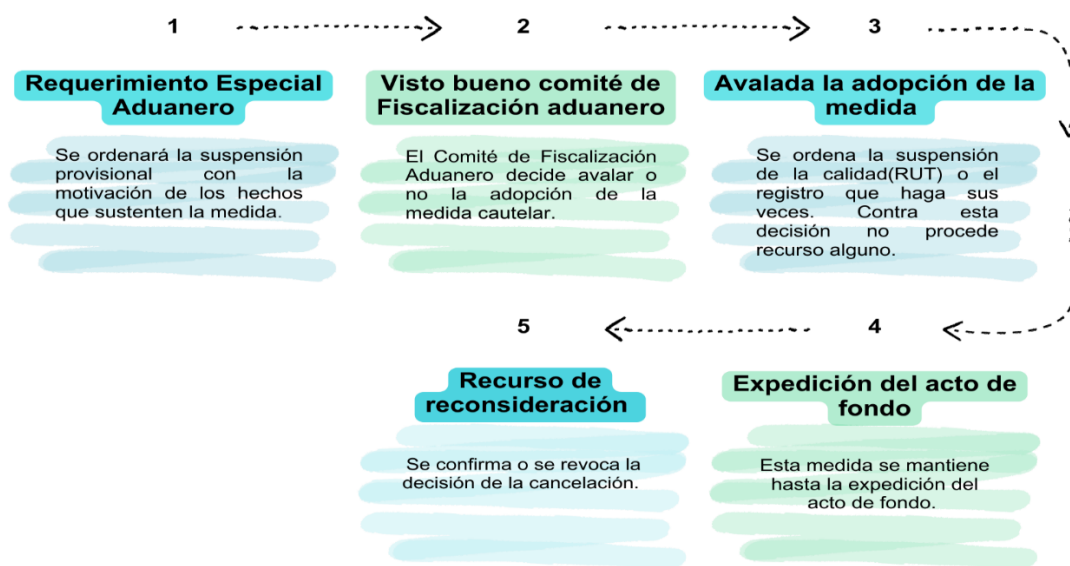 1
Requerimiento Especial
Aduanero
Se ordenará la suspensión
provisional con la
motivación de los hechos
que sustenten la medida.
2
Visto bueno comité de
Fiscalización aduanero
El Comité de Fiscalización
Aduanero decide avalar o
no la adopción de la
medida cautelar.
3
Avalada la adopción de la
medida
Se ordena la suspensión
de la calidad(RUT) o el
registro que haga sus
veces. Contra esta
decisión no procede
recurso alguno.
4
Expedición del acto de
fondo
Esta medida se mantiene
hasta la expedición del
acto de fondo.
5
Recurso de
reconsideración
Se confirma o se revoca la
decisión de la cancelación.